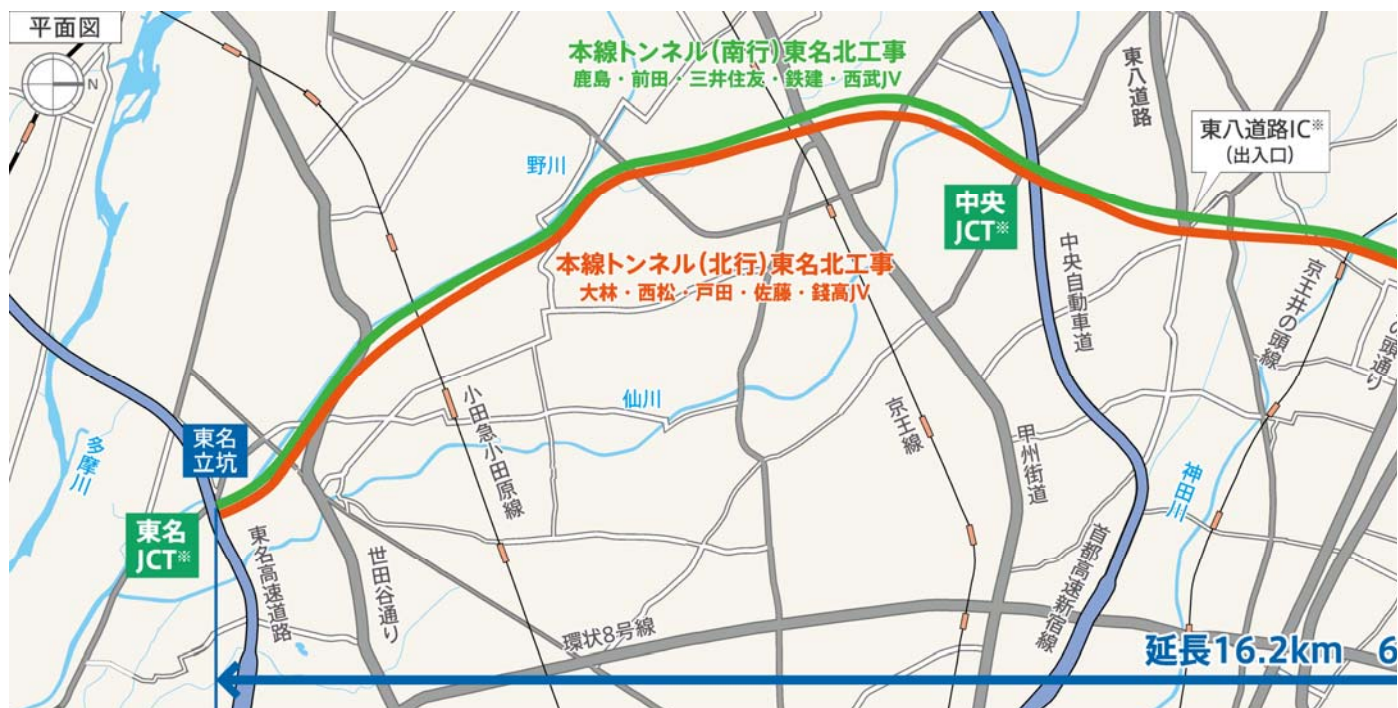 平面図
N
本線トンネル(南行)東名北工事
鹿島・前田・三井住友・鉄建・西武JV
東八道路
東八道路IC※
(出入口)
野川
中央
JCT※
本線トンネル(北行)東名北工事
大林・西松・戸田・佐藤・錢高JV
中央自動車道
京王井の頭線
の頭通り
仙川
小田急小田原線
京王線
甲州街道
多摩川
東名
立坑
神田川
東名
JCT※
東名高速道路
世田谷通り
首都高速新宿線
環状8号線
延長16.2km 6